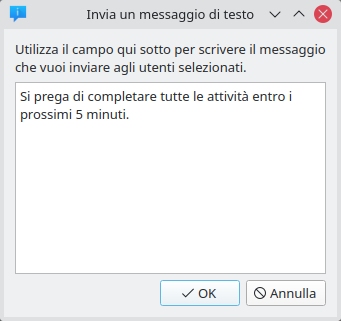 Invia un messaggio di testo
Utilizza il campo qui sotto per scrivere il messaggio
che vuoi inviare agli utenti selezionati.
Si prega di completare tutte le attività entro i
prossimi 5 minuti.
OK
Annulla